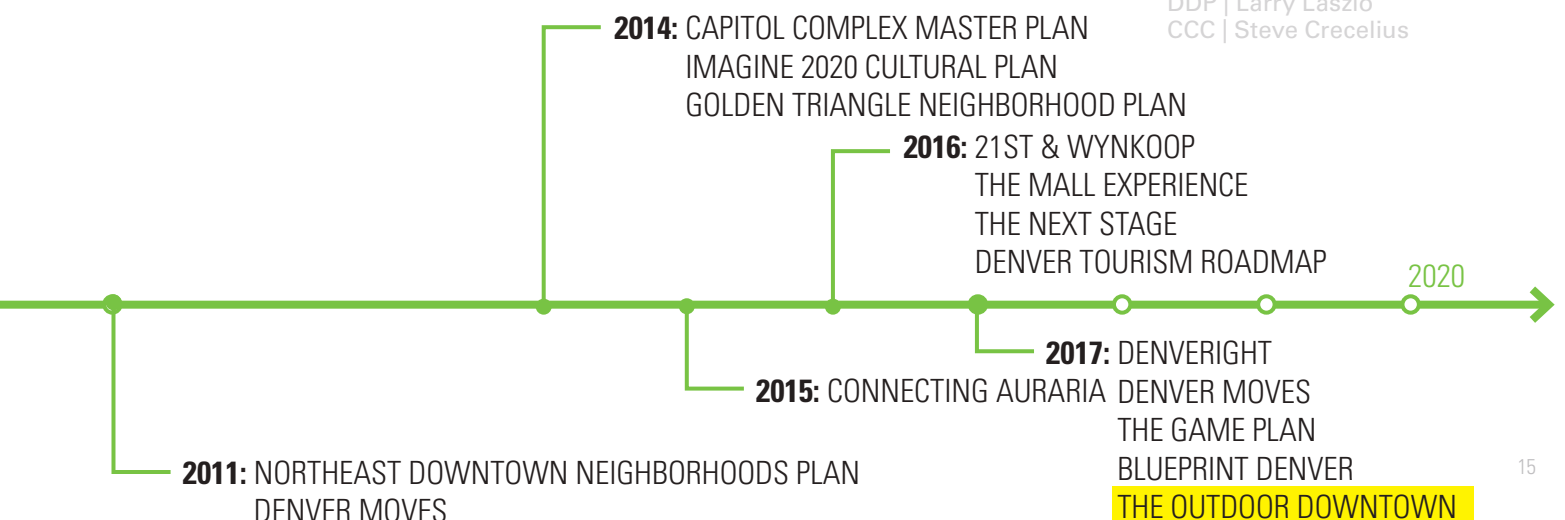 DDP | Larry Laszlo
CCC | Steve Crecelius
2014: CAPITOL COMPLEX MASTER PLAN
IMAGINE 2020 CULTURAL PLAN
GOLDEN TRIANGLE NEIGHBORHOOD PLAN
2016: 21ST & WYNKOOP
THE MALL EXPERIENCE
THE NEXT STAGE
DENVER TOURISM ROADMAP
2020
2017: DENVERIGHT
DENVER MOVES
THE GAME PLAN
BLUEPRINT DENVER
THE OUTDOOR DOWNTOWN
2015: CONNECTING AURARIA
2011: NORTHEAST DOWNTOWN NEIGHBORHOODS PLAN
DENVER MOVES
15